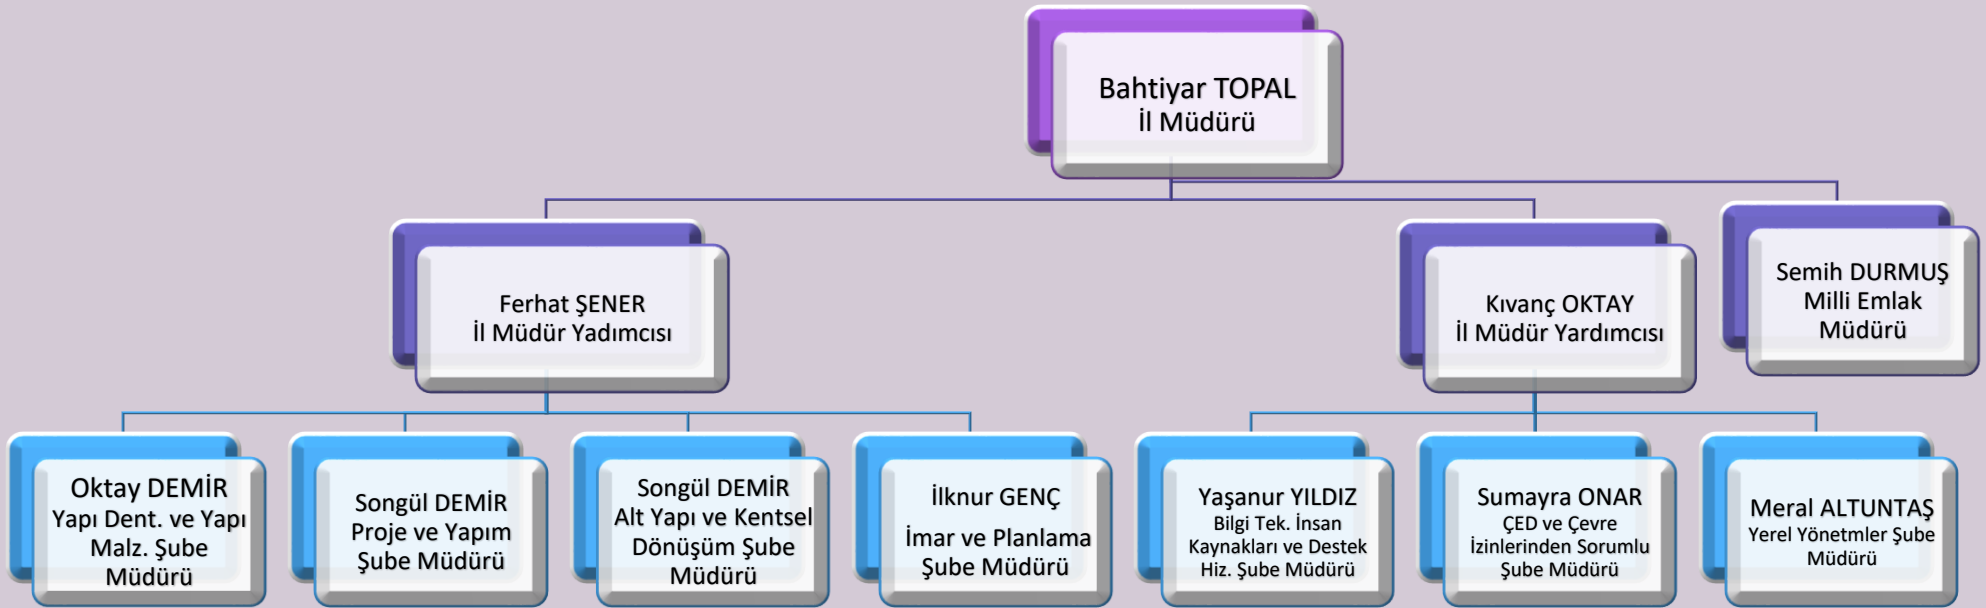 Bahtiyar TOPAL
İl Müdürü
Ferhat ŞENER
İl Müdür Yadımcısı
Kıvanç OKTAY
İl Müdür Yardımcısı
Semih DURMUŞ
Milli Emlak
Müdürü
Oktay DEMİR
Yapı Dent. ve Yapı
Malz. Şube
Müdürü
Songül DEMİR
Proje ve Yapım
Şube Müdürü
Songül DEMİR
Alt Yapı ve Kentsel
Dönüşüm Şube
Müdürü
İlknur GENÇ
İmar ve Planlama
Şube Müdürü
Yaşanur YILDIZ
Bilgi Tek. İnsan
Kaynakları ve Destek
Hiz. Şube Müdürü
Sumayra ONAR
ÇED ve Çevre
İzinlerinden Sorumlu
Şube Müdürü
Meral ALTUNTAŞ
Yerel Yönetmler Şube
Müdürü